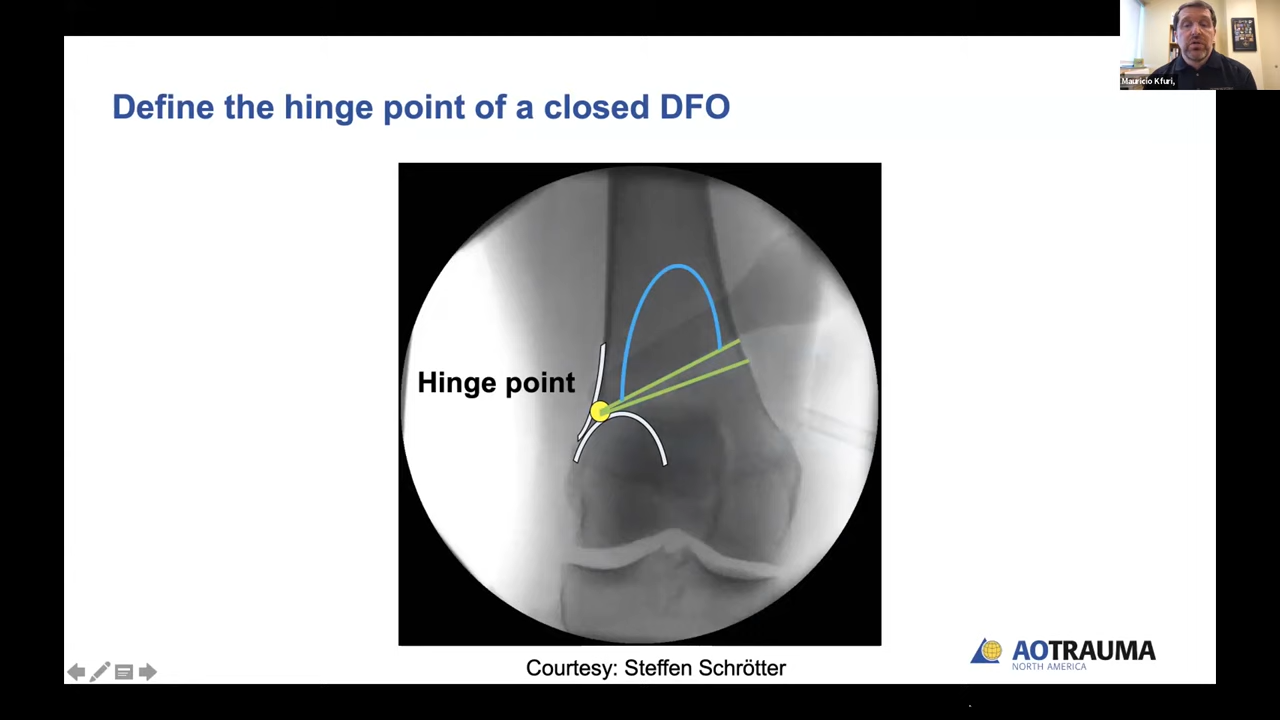 Mauricio Kfuri,
Define the hinge point of a closed DFO
Hinge point
Courtesy: Steffen Schrötter
AOTRAUMA
NORTH AMERICA